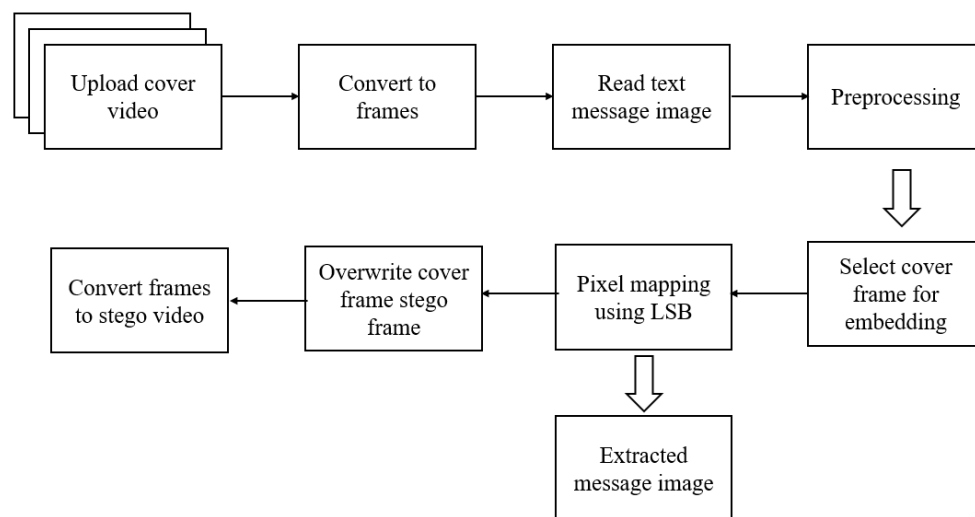 Upload cover
video
Convert to
frames
Read text
message image
Preprocessing
Select cover
frame for
embedding
Pixel mapping
using LSB
Overwrite cover
frame stego
frame
Convert frames
to stego video
Extracted
message image